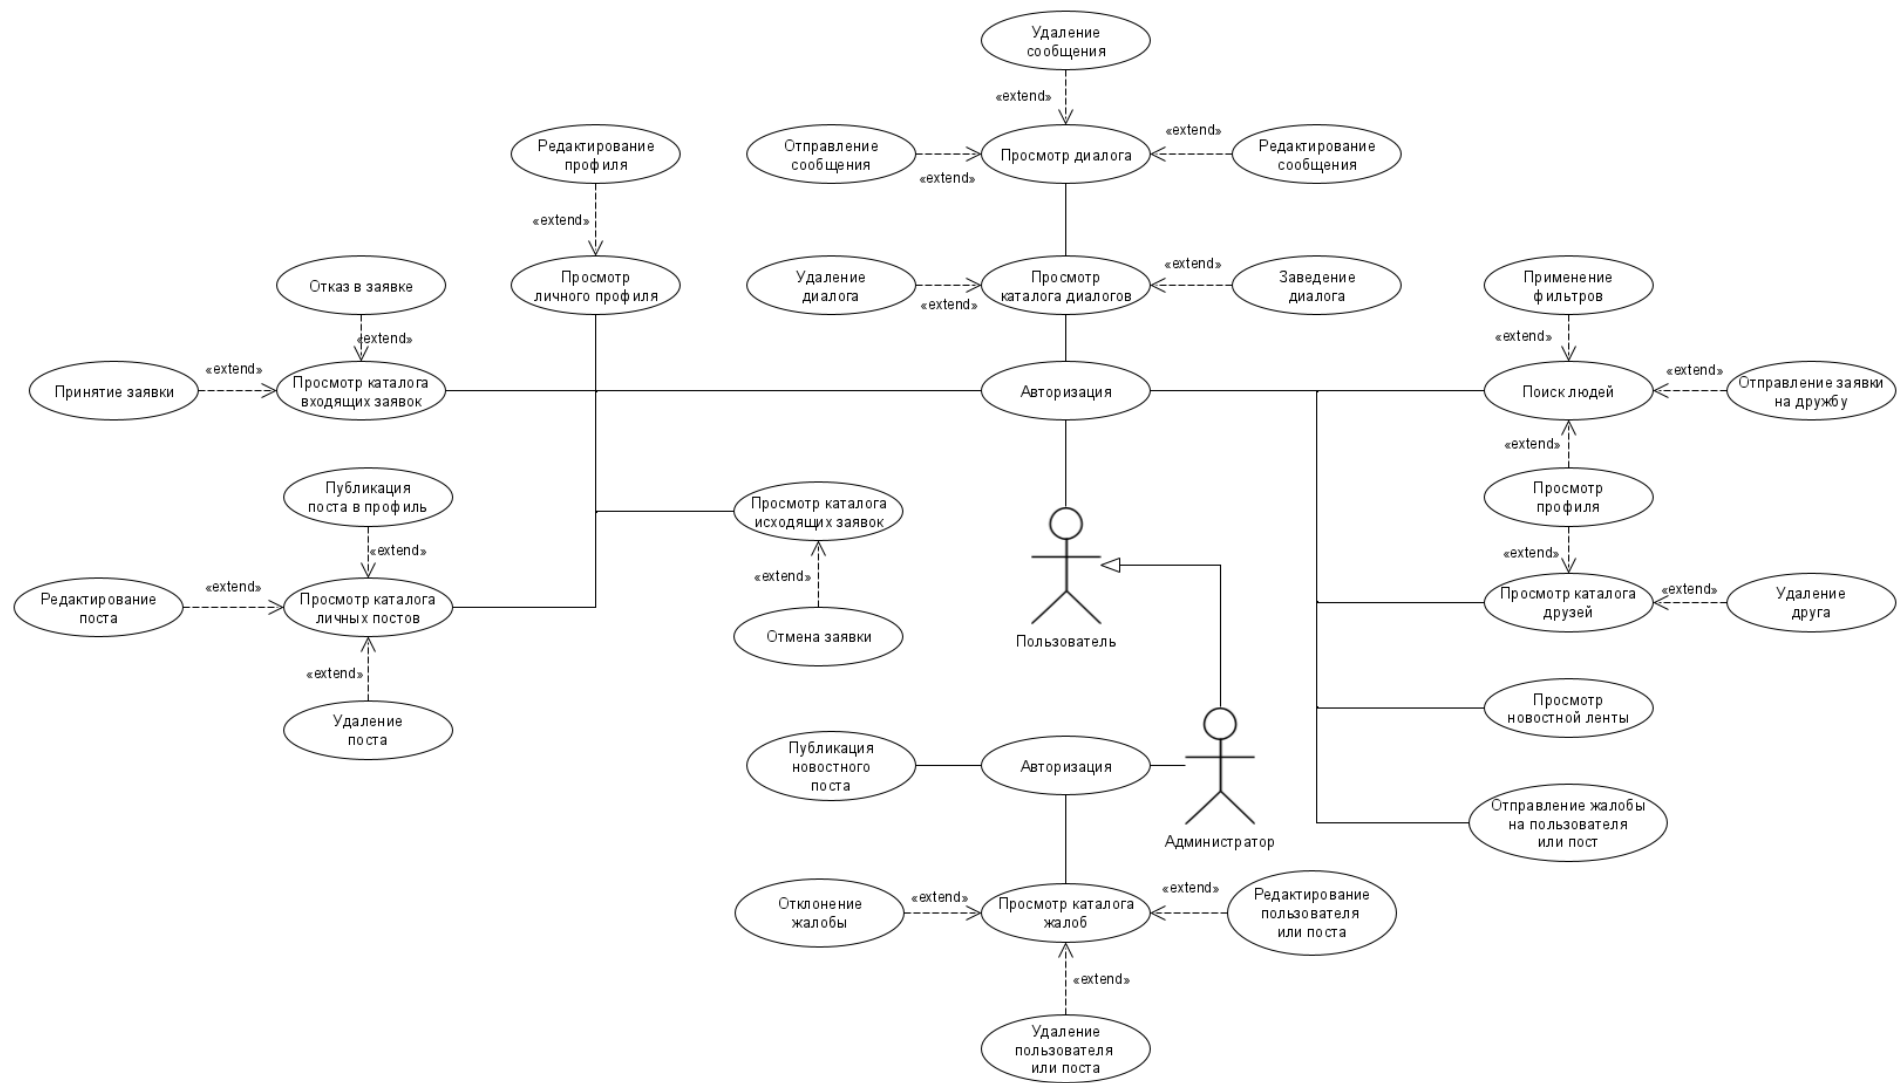 Удаление
сообщения
«extend»
Редактирование
профиля
Отправление
сообщения
«extend»
Просмотр диалога
«extend»
Редактирование
сообщения
«extend»
Отказ в заявке
Просмотр
личного профиля
Удаление
диалога
«extend»
Просмотр
каталога диалогов
«extend»
Заведение
диалога
Применение
фильтров
«extend»
«extend»
Принятие заявки
«extend»
Просмотр каталога
входящих заявок
Авторизация
Поиск людей
«extend»
Отправление заявки
на дружбу
«extend»
Публикация
поста в профиль
«extend»
Просмотр каталога
исходящих заявок
Просмотр
профиля
«extend»
Редактирование
поста
«extend»
Просмотр каталога
личных постов
«extend»
Отмена заявки
Пользователь
Просмотр каталога
друзей
«extend»
Удаление
друга
«extend»
Удаление
поста
Просмотр
новостной ленты
Публикация
новостного
поста
Авторизация
Администратор
Отправление жалобы
на пользователя
или пост
Отклонение
жалобы
«extend»
Просмотр каталога
жалоб
«extend»
Редактирование
пользователя
или поста
«extend»
Удаление
пользователя
или поста